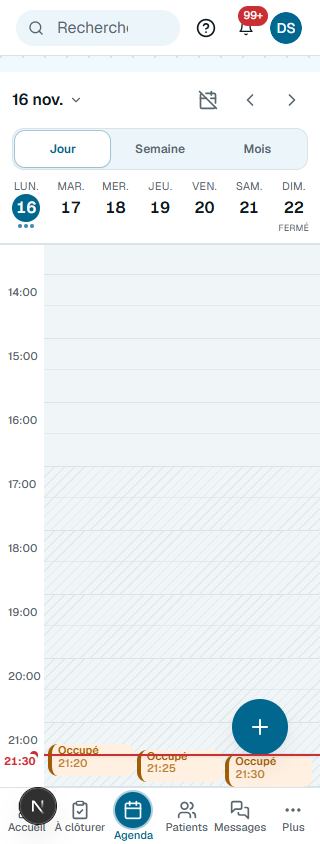 Recherch
99+
DS
16 nov.
Jour Semaine Mois
LUN. MAR. MER. JEU. VEN. SAM. DIM.
16 17 18 19 20 21 22
FERMÉ
14:00
15:00
16:00
17:00
18:00
19:00
20:00
21:00
21:30
Occupé
21:20
Occupé
21:25
Occupé
21:30
N
Accueil À clôturer Agenda Patients Messages Plus